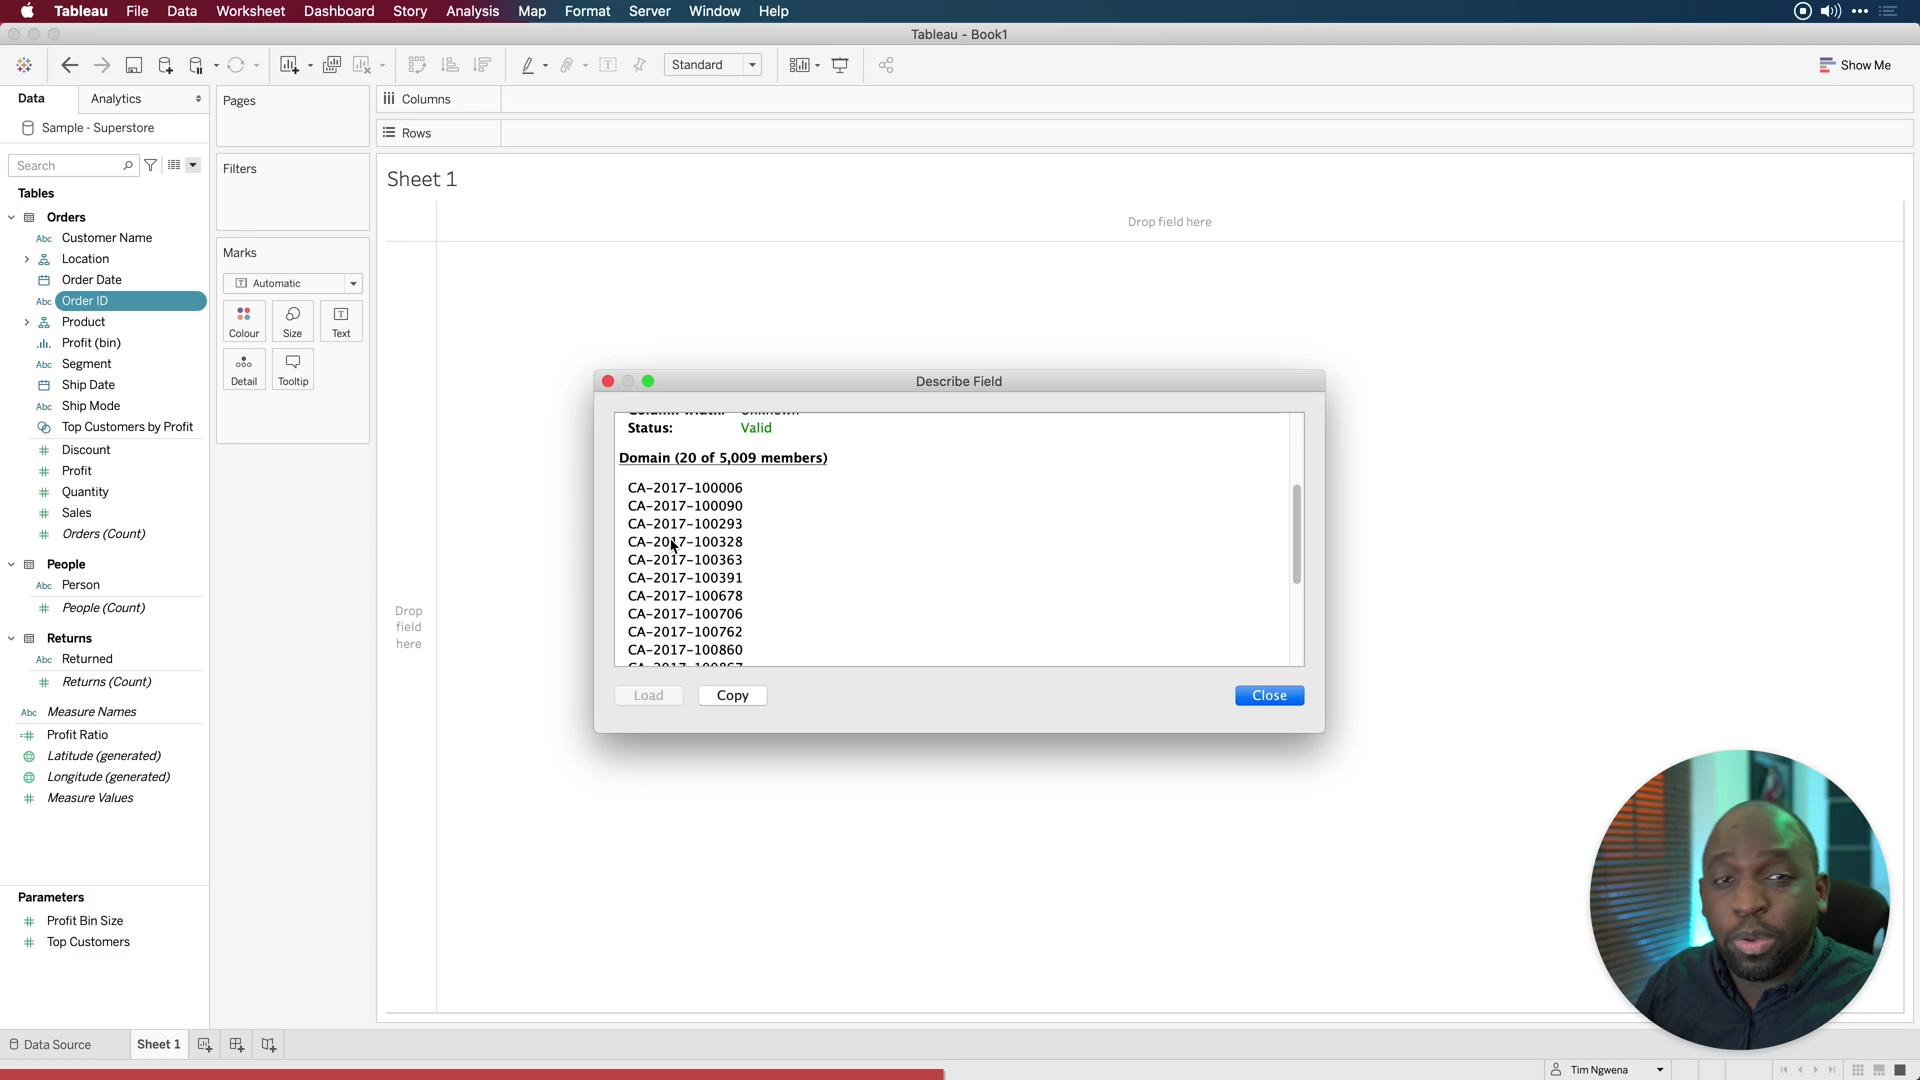 Tableau File Data Worksheet Dashboard Story Analysis Map Format Server Window Help
Tableau - Book1
Standard
Show Me
Data Analytics
Sample - Superstore
Search
Tables
Orders
Abc Customer Name
Location
Order Date
Abc Order ID
Product
Profit (bin)
Abc Segment
Ship Date
Abc Ship Mode
Top Customers by Profit
Discount
Profit
Quantity
Sales
Orders (Count)
People
Abc Person
People (Count)
Returns
Abc Returned
Returns (Count)
Abc Measure Names
Profit Ratio
Latitude (generated)
Longitude (generated)
Measure Values
Parameters
Profit Bin Size
Top Customers
Pages
Filters
Marks
Automatic
Colour Size Text
Detail Tooltip
Columns
Rows
Sheet 1
Drop field here
Drop
field
here
Describe Field
Status: Valid
Domain (20 of 5,009 members)
CA-2017-100006
CA-2017-100090
CA-2017-100293
CA-2017-100328
CA-2017-100363
CA-2017-100391
CA-2017-100678
CA-2017-100706
CA-2017-100762
CA-2017-100860
Load Copy Close
Data Source Sheet 1
Tim Ngwena